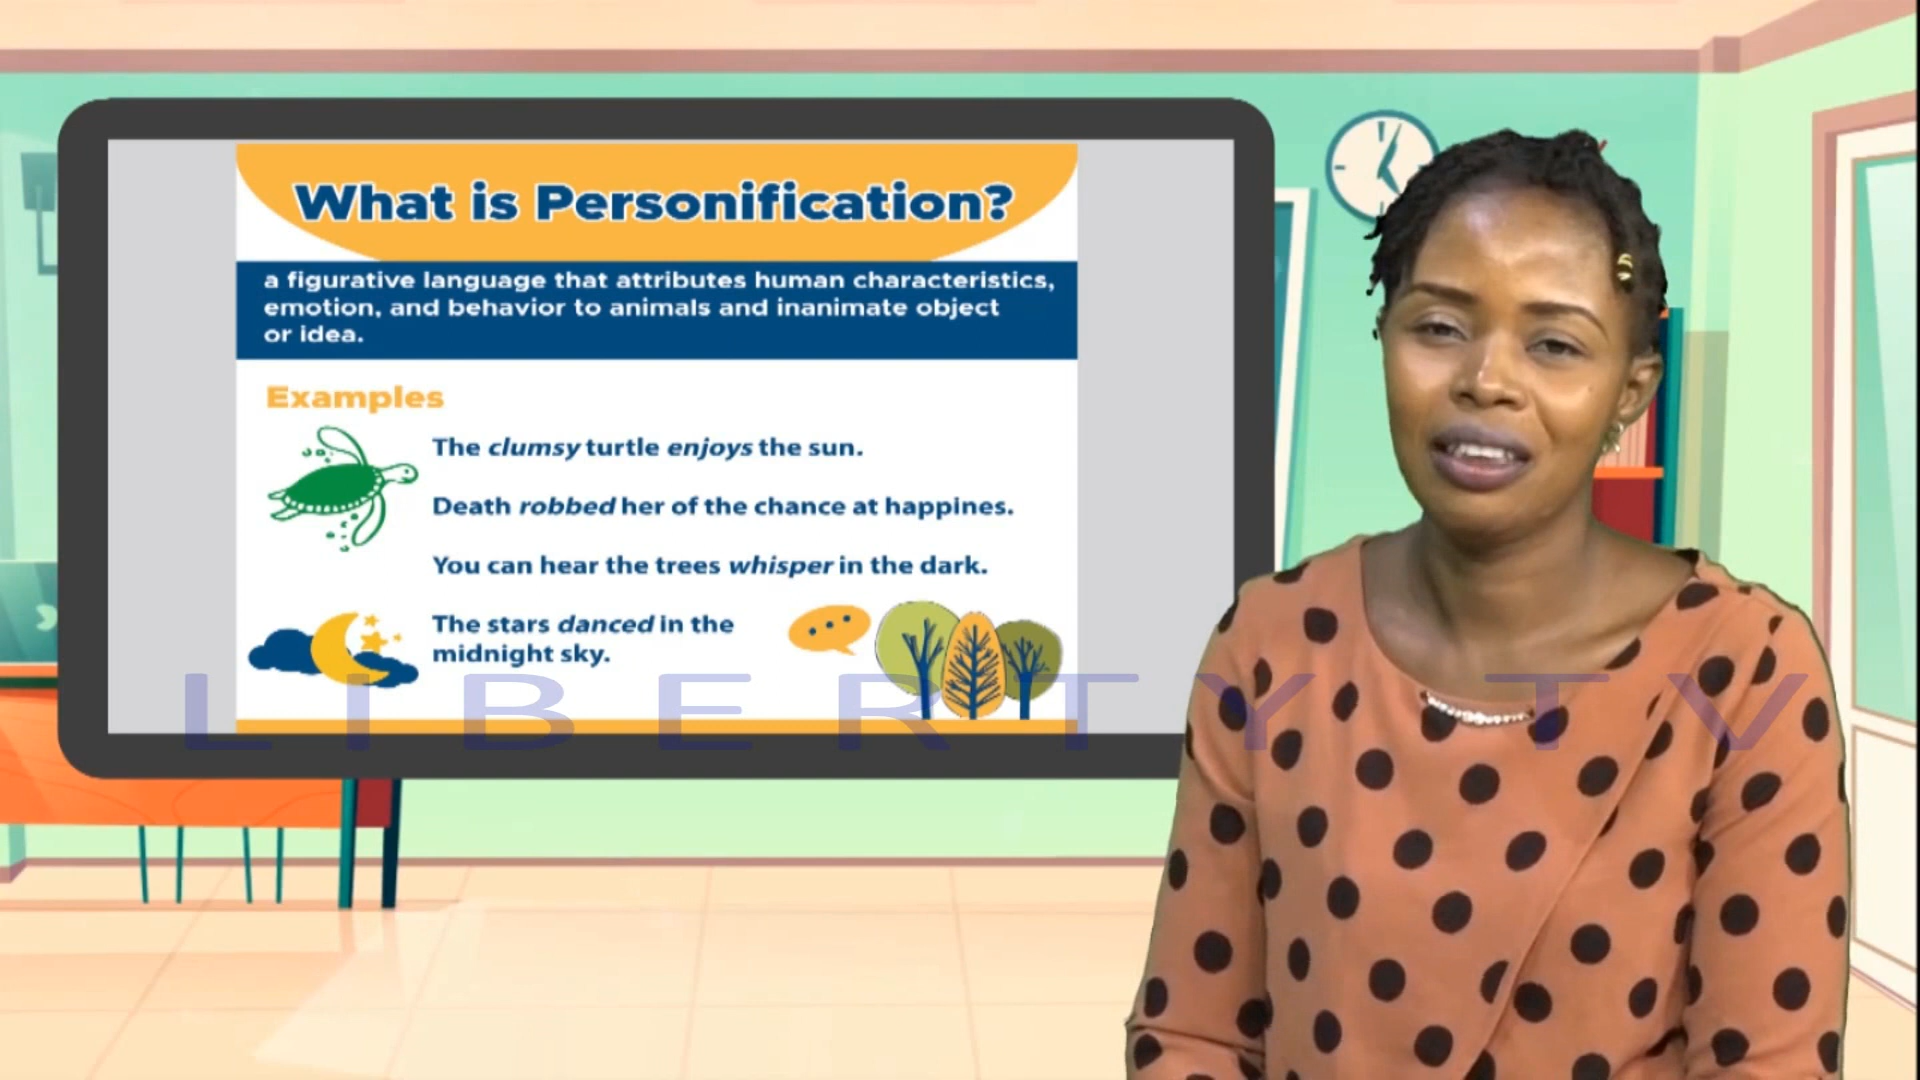 What is Personification?
a figurative language that attributes human characteristics,
emotion, and behavior to animals and inanimate object
or idea.
Examples
The clumsy turtle enjoys the sun.
Death robbed her of the chance at happines.
You can hear the trees whisper in the dark.
The stars danced in the
midnight sky.
LIBERTY TV